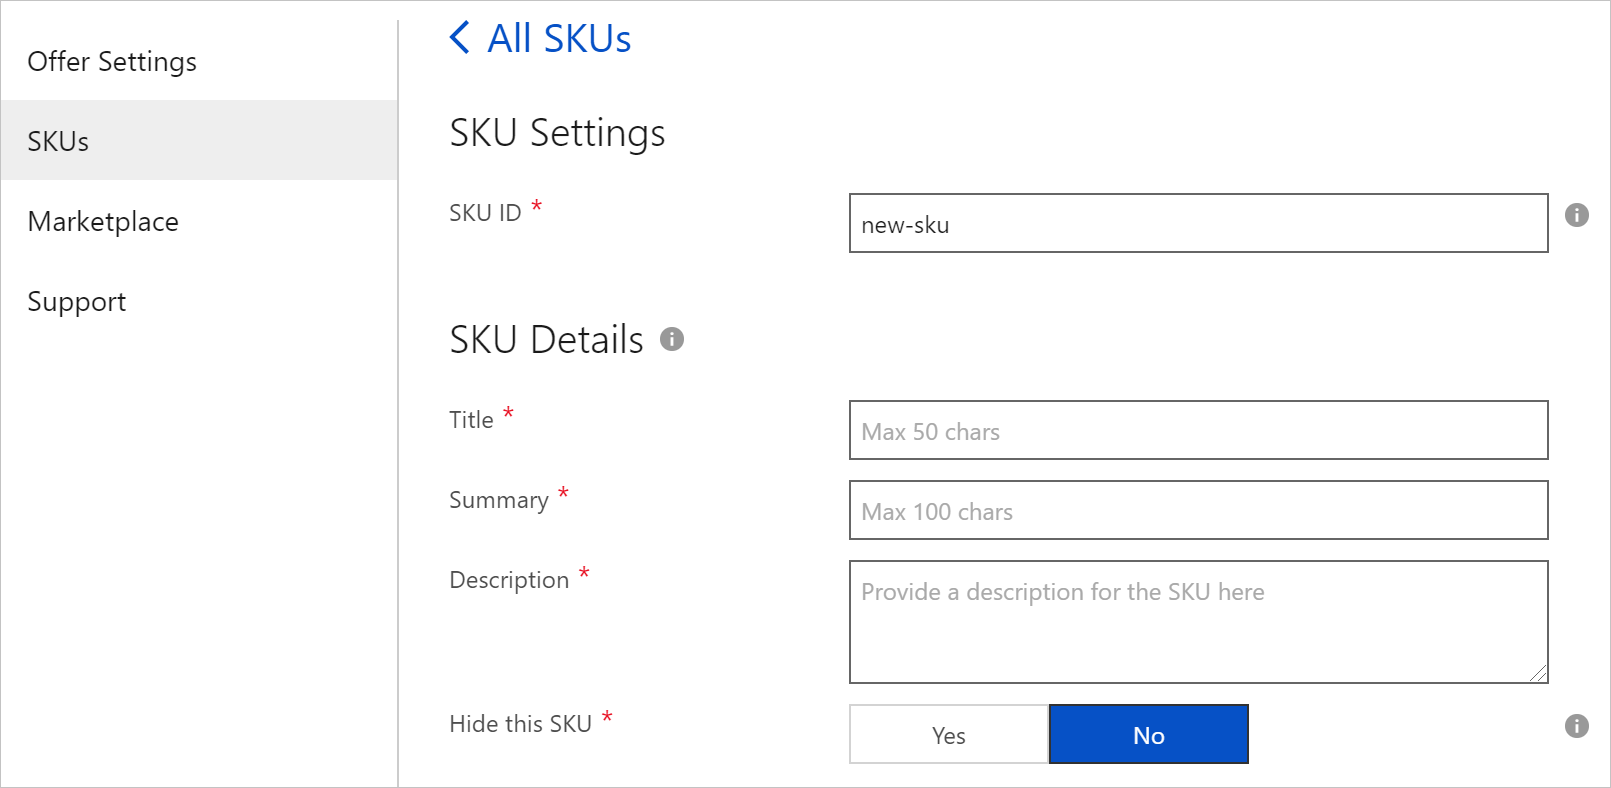 Offer Settings
SKUs
Marketplace
Support
All SKUs
SKU Settings
SKU ID *
new-sku
SKU Details
Title *
Max 50 chars
Summary *
Max 100 chars
Description *
Provide a description for the SKU here
Hide this SKU *
Yes
No